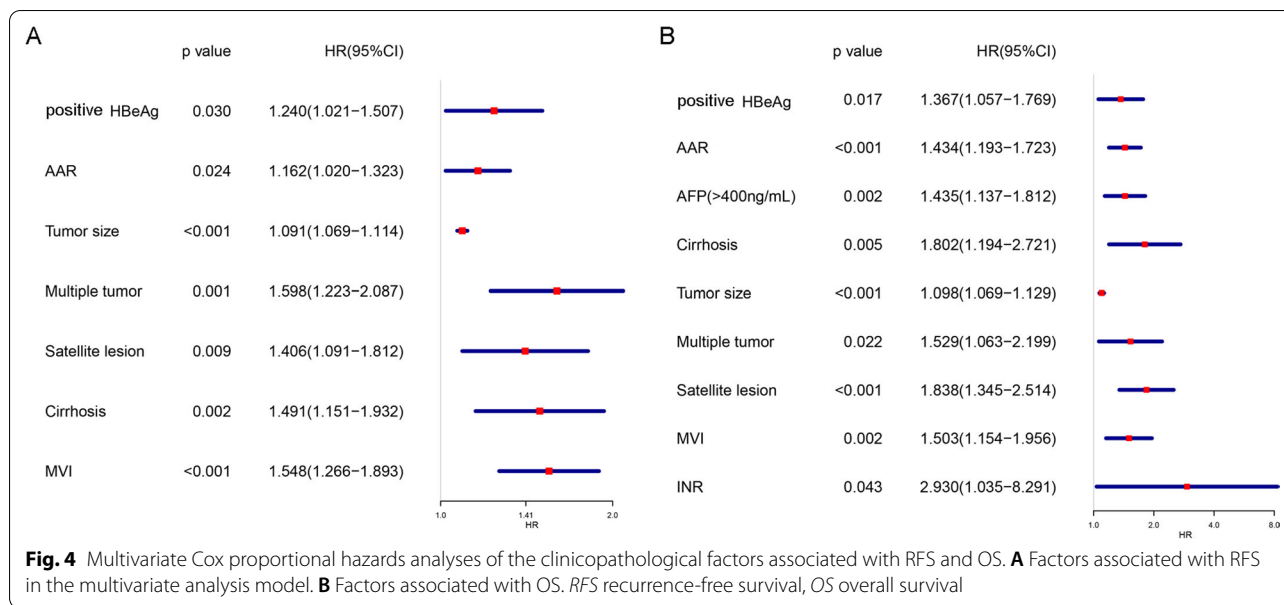 A
p value HR(95%CI)
positive HBeAg 0.030 1.240(1.021−1.507)
AAR 0.024 1.162(1.020−1.323)
Tumor size <0.001 1.091(1.069−1.114)
Multiple tumor 0.001 1.598(1.223−2.087)
Satellite lesion 0.009 1.406(1.091−1.812)
Cirrhosis 0.002 1.491(1.151−1.932)
MVI <0.001 1.548(1.266−1.893)
1.0 1.41 2.0
HR
B
p value HR(95%CI)
positive HBeAg 0.017 1.367(1.057−1.769)
AAR <0.001 1.434(1.193−1.723)
AFP(>400ng/mL) 0.002 1.435(1.137−1.812)
Cirrhosis 0.005 1.802(1.194−2.721)
Tumor size <0.001 1.098(1.069−1.129)
Multiple tumor 0.022 1.529(1.063−2.199)
Satellite lesion <0.001 1.838(1.345−2.514)
MVI 0.002 1.503(1.154−1.956)
INR 0.043 2.930(1.035−8.291)
1.0 2.0 4.0 8.0
HR
Fig. 4 Multivariate Cox proportional hazards analyses of the clinicopathological factors associated with RFS and OS. A Factors associated with RFS
in the multivariate analysis model. B Factors associated with OS. RFS recurrence-free survival, OS overall survival